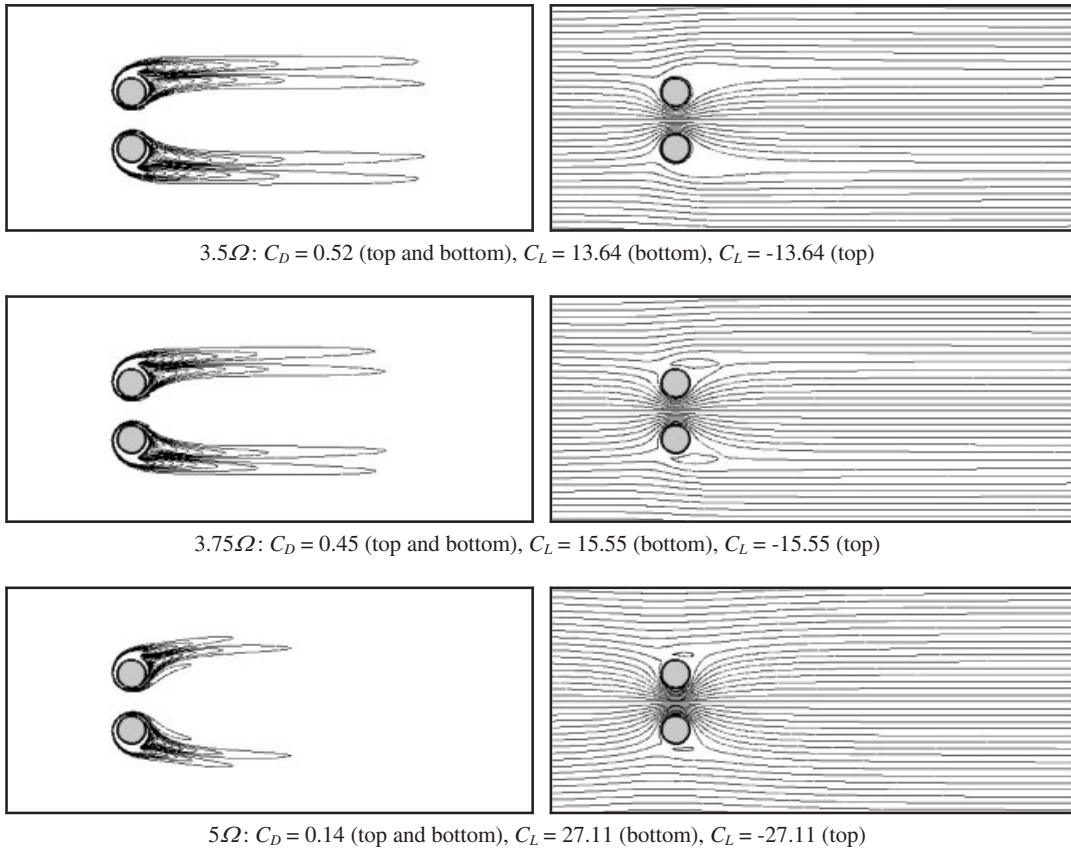 3.5Ω: C_D = 0.52 (top and bottom), C_L = 13.64 (bottom), C_L = -13.64 (top)
3.75Ω: C_D = 0.45 (top and bottom), C_L = 15.55 (bottom), C_L = -15.55 (top)
5Ω: C_D = 0.14 (top and bottom), C_L = 27.11 (bottom), C_L = -27.11 (top)